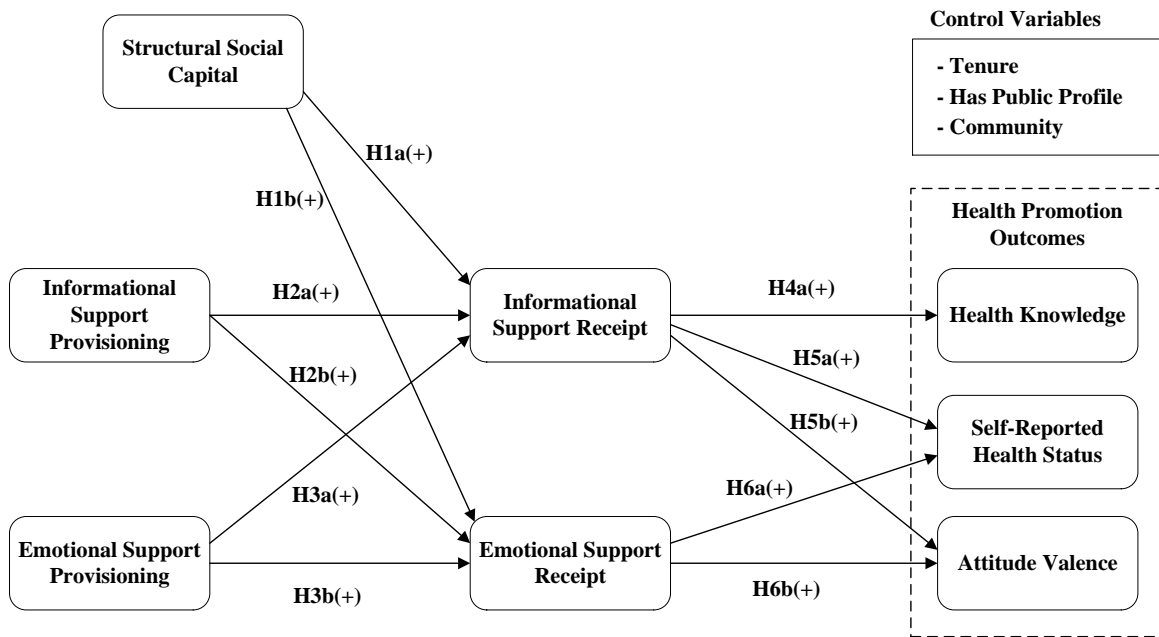 Structural Social
Capital
Control Variables
- Tenure
- Has Public Profile
- Community
H1a(+)
H1b(+)
Health Promotion
Outcomes
Informational
Support
Provisioning
H2a(+)
Informational
Support Receipt
H4a(+)
Health Knowledge
H2b(+)
H5a(+)
H5b(+)
Self-Reported
Health Status
H3a(+)
H6a(+)
Emotional Support
Provisioning
H3b(+)
Emotional Support
Receipt
H6b(+)
Attitude Valence